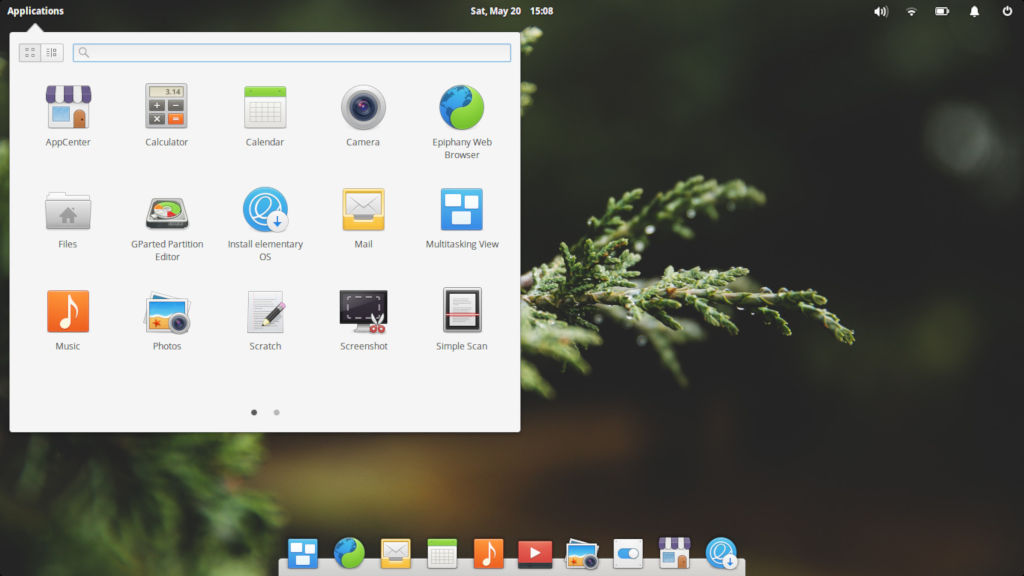 Applications
Sat, May 20 15:08
3.14
AppCenter
Calculator
Calendar
Camera
Epiphany Web
Browser
Files
GParted Partition
Editor
Install elementary
OS
Mail
Multitasking View
Music
Photos
Scratch
Screenshot
Simple Scan